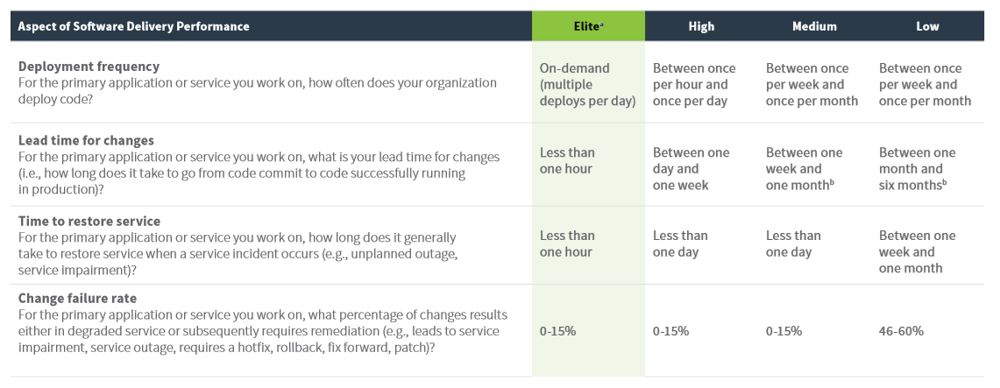 Aspect of Software Delivery Performance Eliteᵃ High Medium Low
Deployment frequency
For the primary application or service you work on, how often does your organization
deploy code?
On-demand
(multiple
deploys per day)
Between once
per hour and
once per day
Between once
per week and
once per month
Between once
per week and
once per month
Lead time for changes
For the primary application or service you work on, what is your lead time for changes
(i.e., how long does it take to go from code commit to code successfully running
in production)?
Less than
one hour
Between one
day and
one week
Between one
week and
one monthᵇ
Between one
month and
six monthsᵇ
Time to restore service
For the primary application or service you work on, how long does it generally
take to restore service when a service incident occurs (e.g., unplanned outage,
service impairment)?
Less than
one hour
Less than
one day
Less than
one day
Between one
week and
one month
Change failure rate
For the primary application or service you work on, what percentage of changes results
either in degraded service or subsequently requires remediation (e.g., leads to service
impairment, service outage, requires a hotfix, rollback, fix forward, patch)?
0-15%
0-15%
0-15%
46-60%